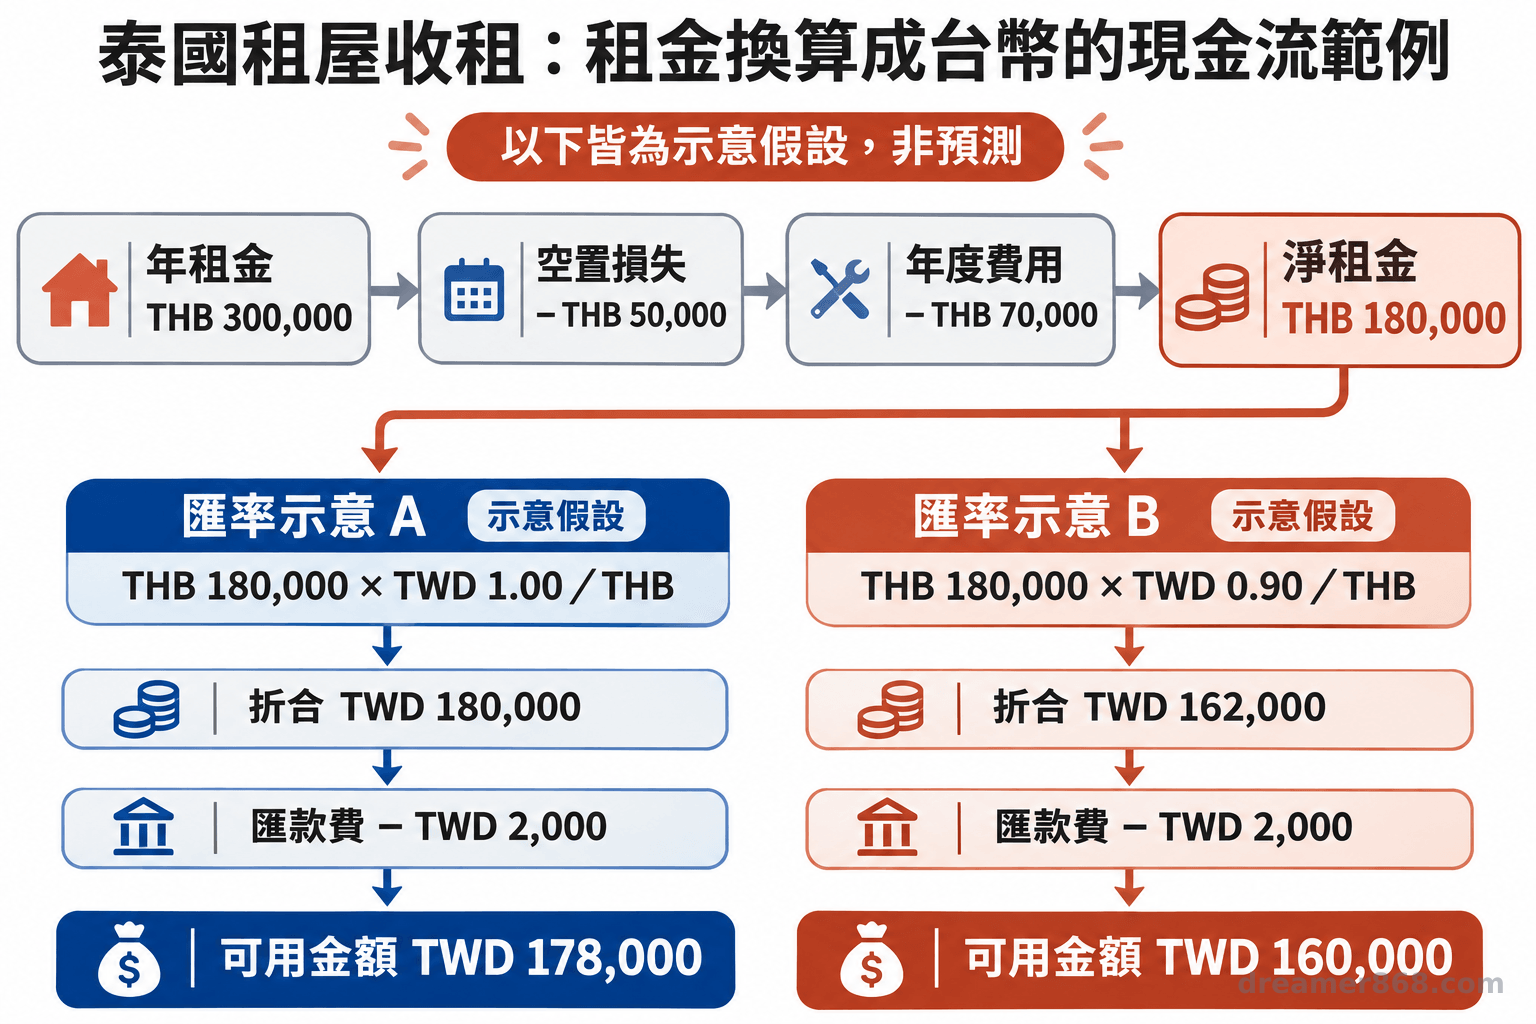 泰國租屋收租：租金換算成台幣的現金流範例
以下皆為示意假設，非預測
年租金
THB 300,000
空置損失
− THB 50,000
年度費用
− THB 70,000
淨租金
THB 180,000
匯率示意 A
示意假設
THB 180,000 × TWD 1.00／THB
折合 TWD 180,000
匯款費 − TWD 2,000
可用金額 TWD 178,000
匯率示意 B
示意假設
THB 180,000 × TWD 0.90／THB
折合 TWD 162,000
匯款費 − TWD 2,000
可用金額 TWD 160,000
dreamer868.com